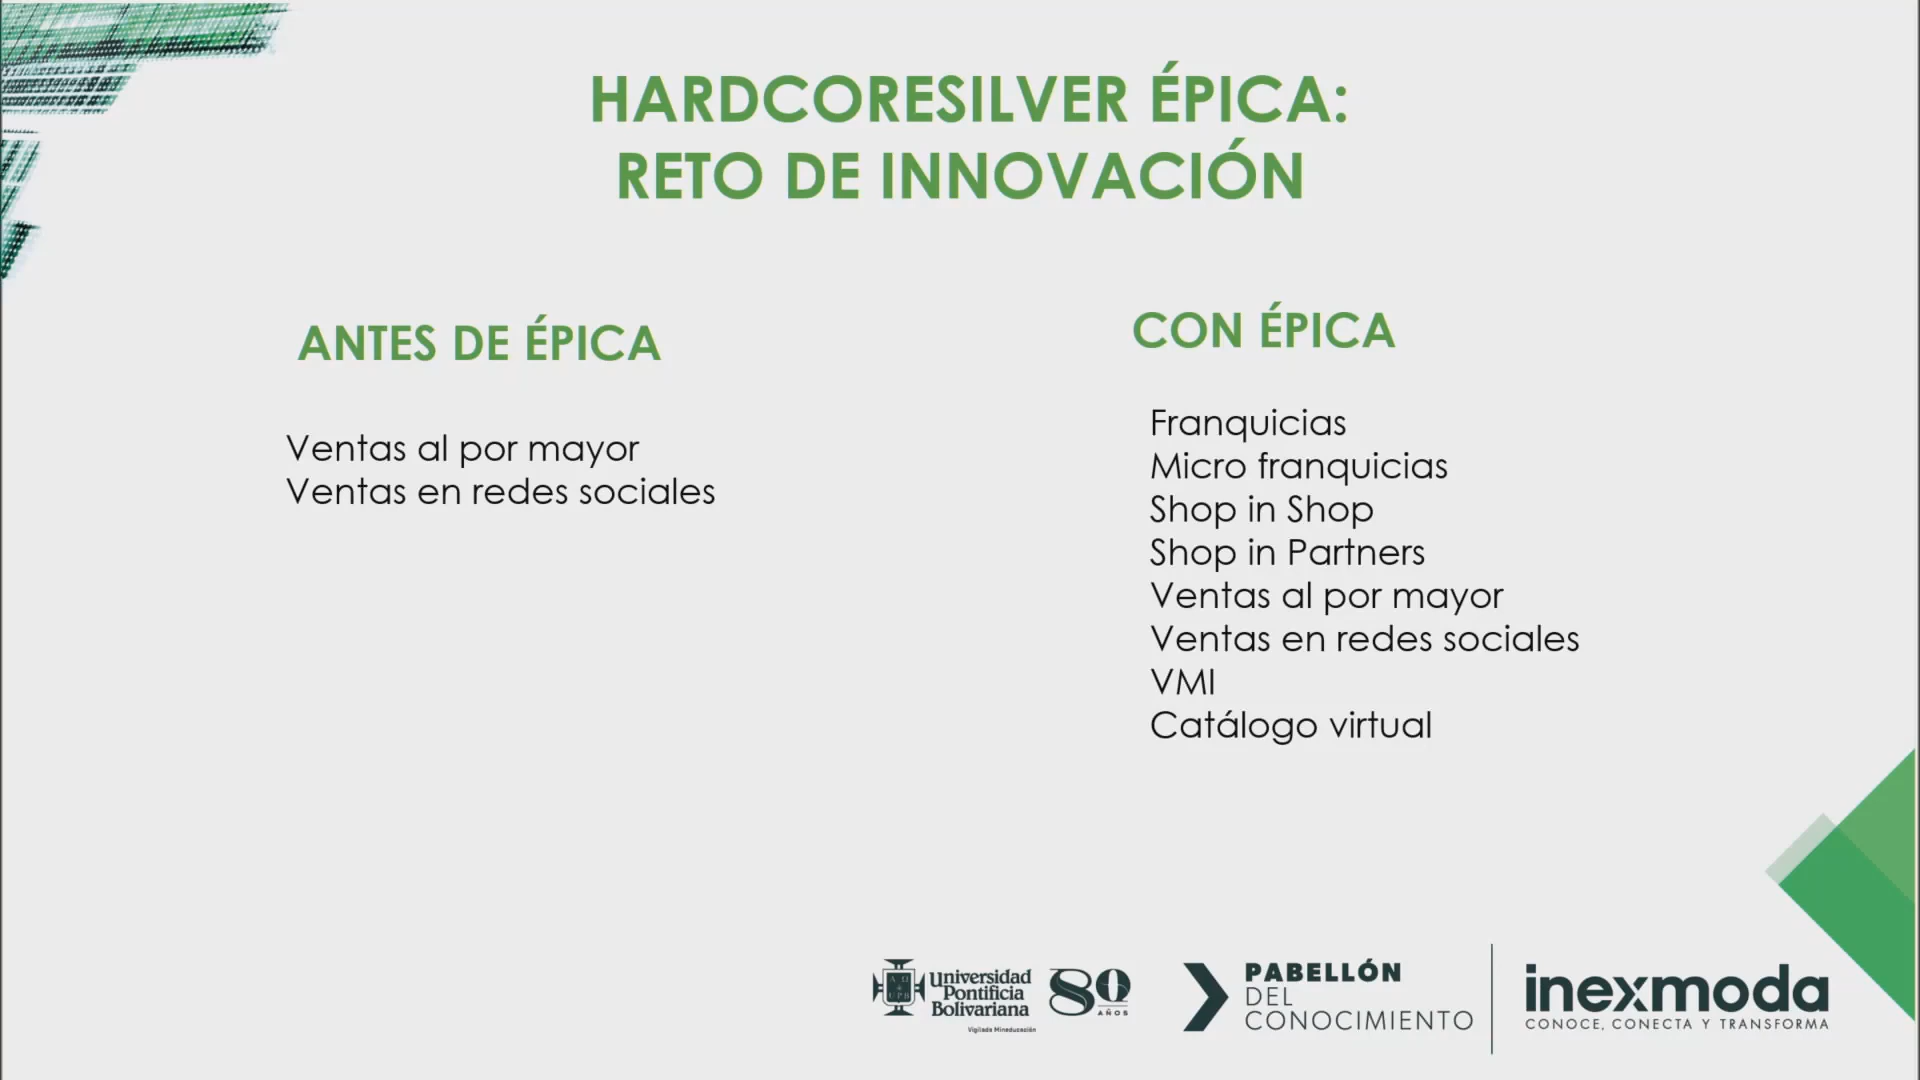 HARDCORESILVER ÉPICA:
RETO DE INNOVACIÓN
ANTES DE ÉPICA
Ventas al por mayor
Ventas en redes sociales
CON ÉPICA
Franquicias
Micro franquicias
Shop in Shop
Shop in Partners
Ventas al por mayor
Ventas en redes sociales
VMI
Catálogo virtual
Universidad
Pontificia
Bolivariana
Vigilada Mineducación
80
AÑOS
PABELLÓN
DEL
CONOCIMIENTO
inexmoda
CONOCE, CONECTA Y TRANSFORMA